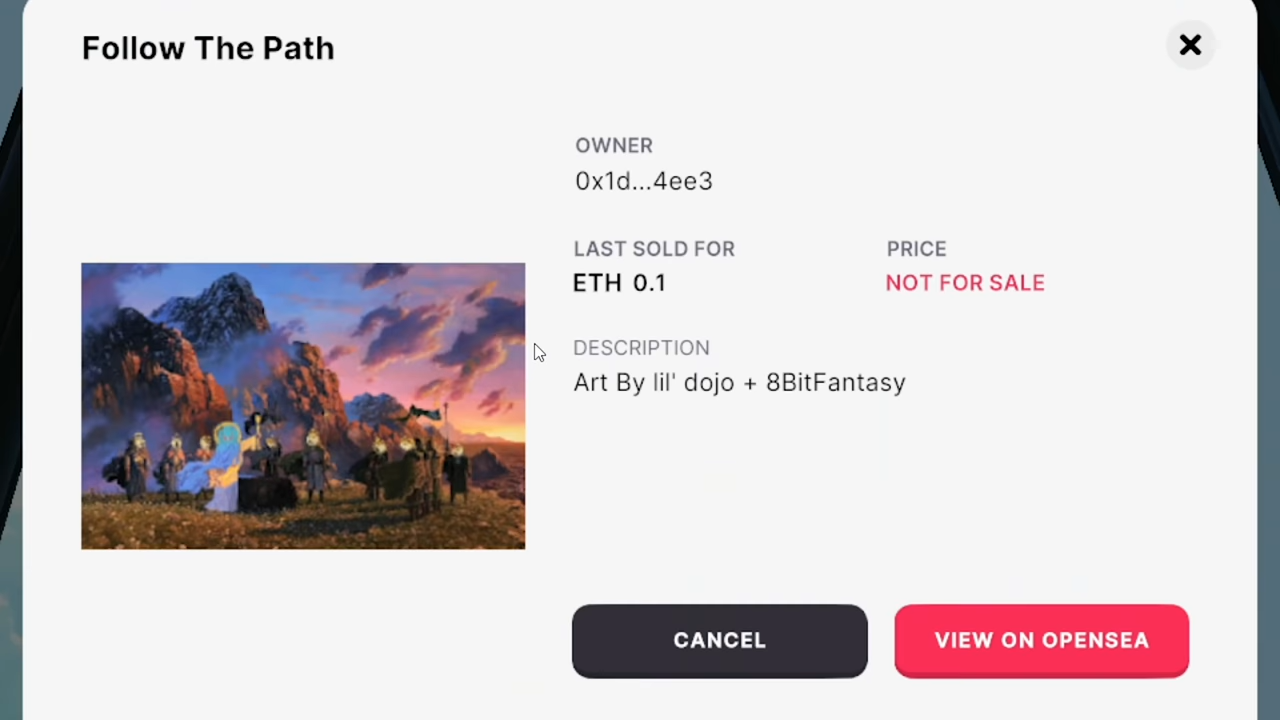 Follow The Path
OWNER
0x1d...4ee3
LAST SOLD FOR
ETH 0.1
PRICE
NOT FOR SALE
DESCRIPTION
Art By lil' dojo + 8BitFantasy
CANCEL
VIEW ON OPENSEA